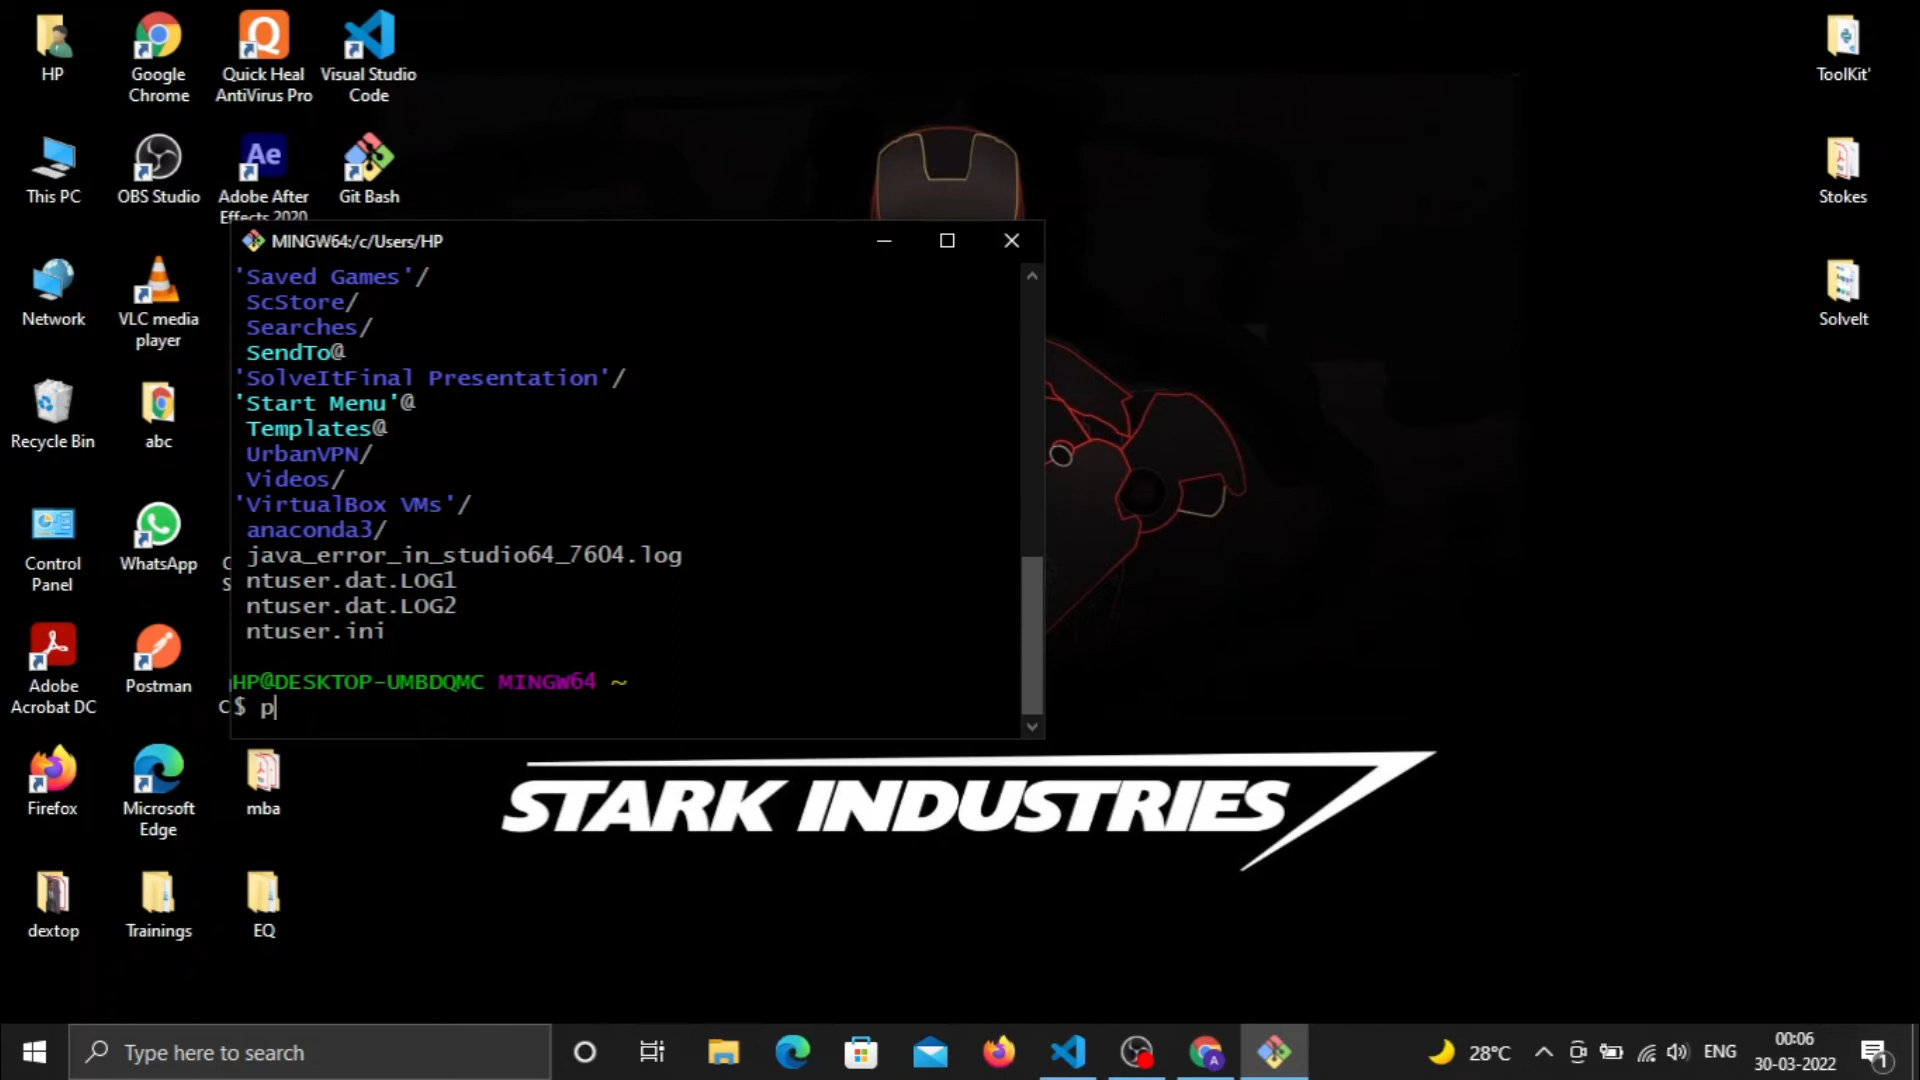 HP
Google
Chrome
Quick Heal
AntiVirus Pro
Visual Studio
Code
ToolKit'
This PC
OBS Studio
Adobe After
Effects 2020
Git Bash
Stokes
Network
VLC media
player
SolveIt
Recycle Bin
abc
Control
Panel
WhatsApp
Adobe
Acrobat DC
Postman
Firefox
Microsoft
Edge
mba
dextop
Trainings
EQ
MINGW64:/c/Users/HP
'Saved Games'/
ScStore/
Searches/
SendTo@
'SolveItFinal Presentation'/
'Start Menu'@
Templates@
UrbanVPN/
Videos/
'VirtualBox VMs'/
anaconda3/
java_error_in_studio64_7604.log
ntuser.dat.LOG1
ntuser.dat.LOG2
ntuser.ini
HP@DESKTOP-UMBDQMC MINGW64 ~
$ p
STARK INDUSTRIES
Type here to search
28°C
ENG
00:06
30-03-2022
1